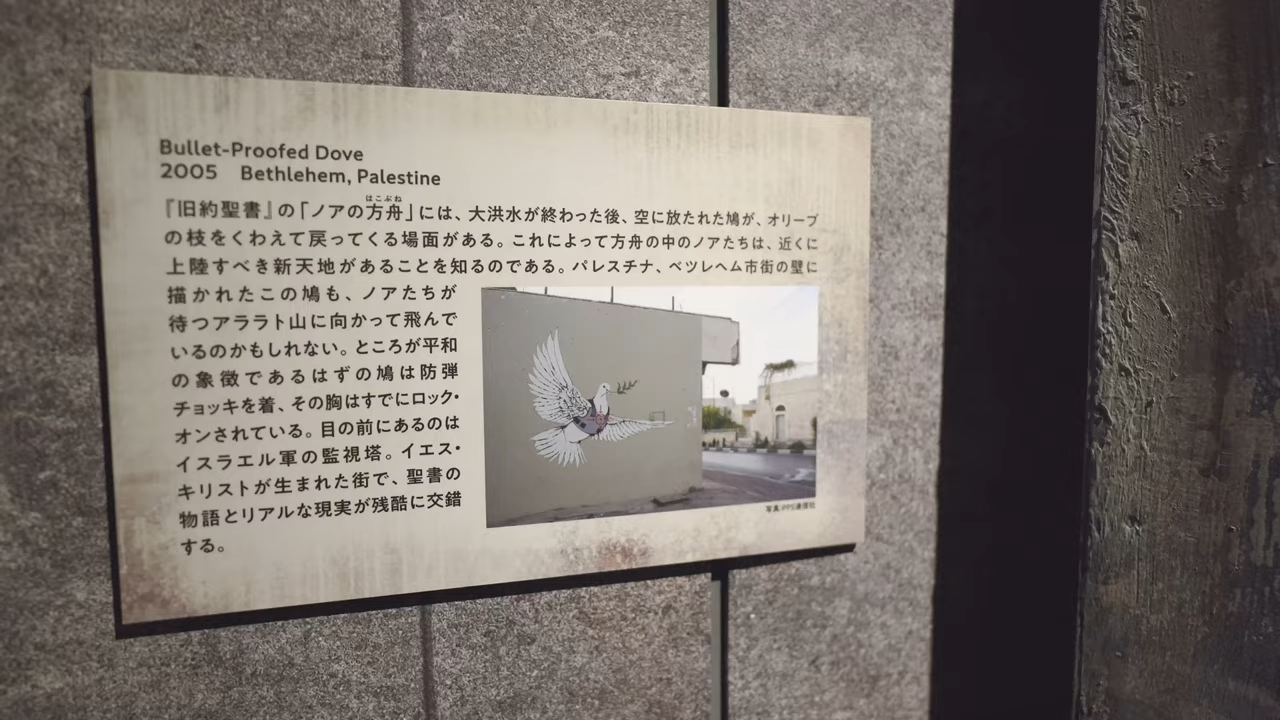 Bullet-Proofed Dove
2005 Bethlehem, Palestine
はこぶね
『旧約聖書』の「ノアの方舟」には、大洪水が終わった後、空に放たれた鳩が、オリーブ
の枝をくわえて戻ってくる場面がある。これによって方舟の中のノアたちは、近くに
上陸すべき新天地があることを知るのである。パレスチナ、ベツレヘム市街の壁に
描かれたこの鳩も、ノアたちが
待つアララト山に向かって飛んで
いるのかもしれない。ところが平和
の象徴であるはずの鳩は防弾
チョッキを着、その胸はすでにロック・
オンされている。目の前にあるのは
イスラエル軍の監視塔。イエス・
キリストが生まれた街で、聖書の
物語とリアルな現実が残酷に交錯
する。
写真:PPS通信社